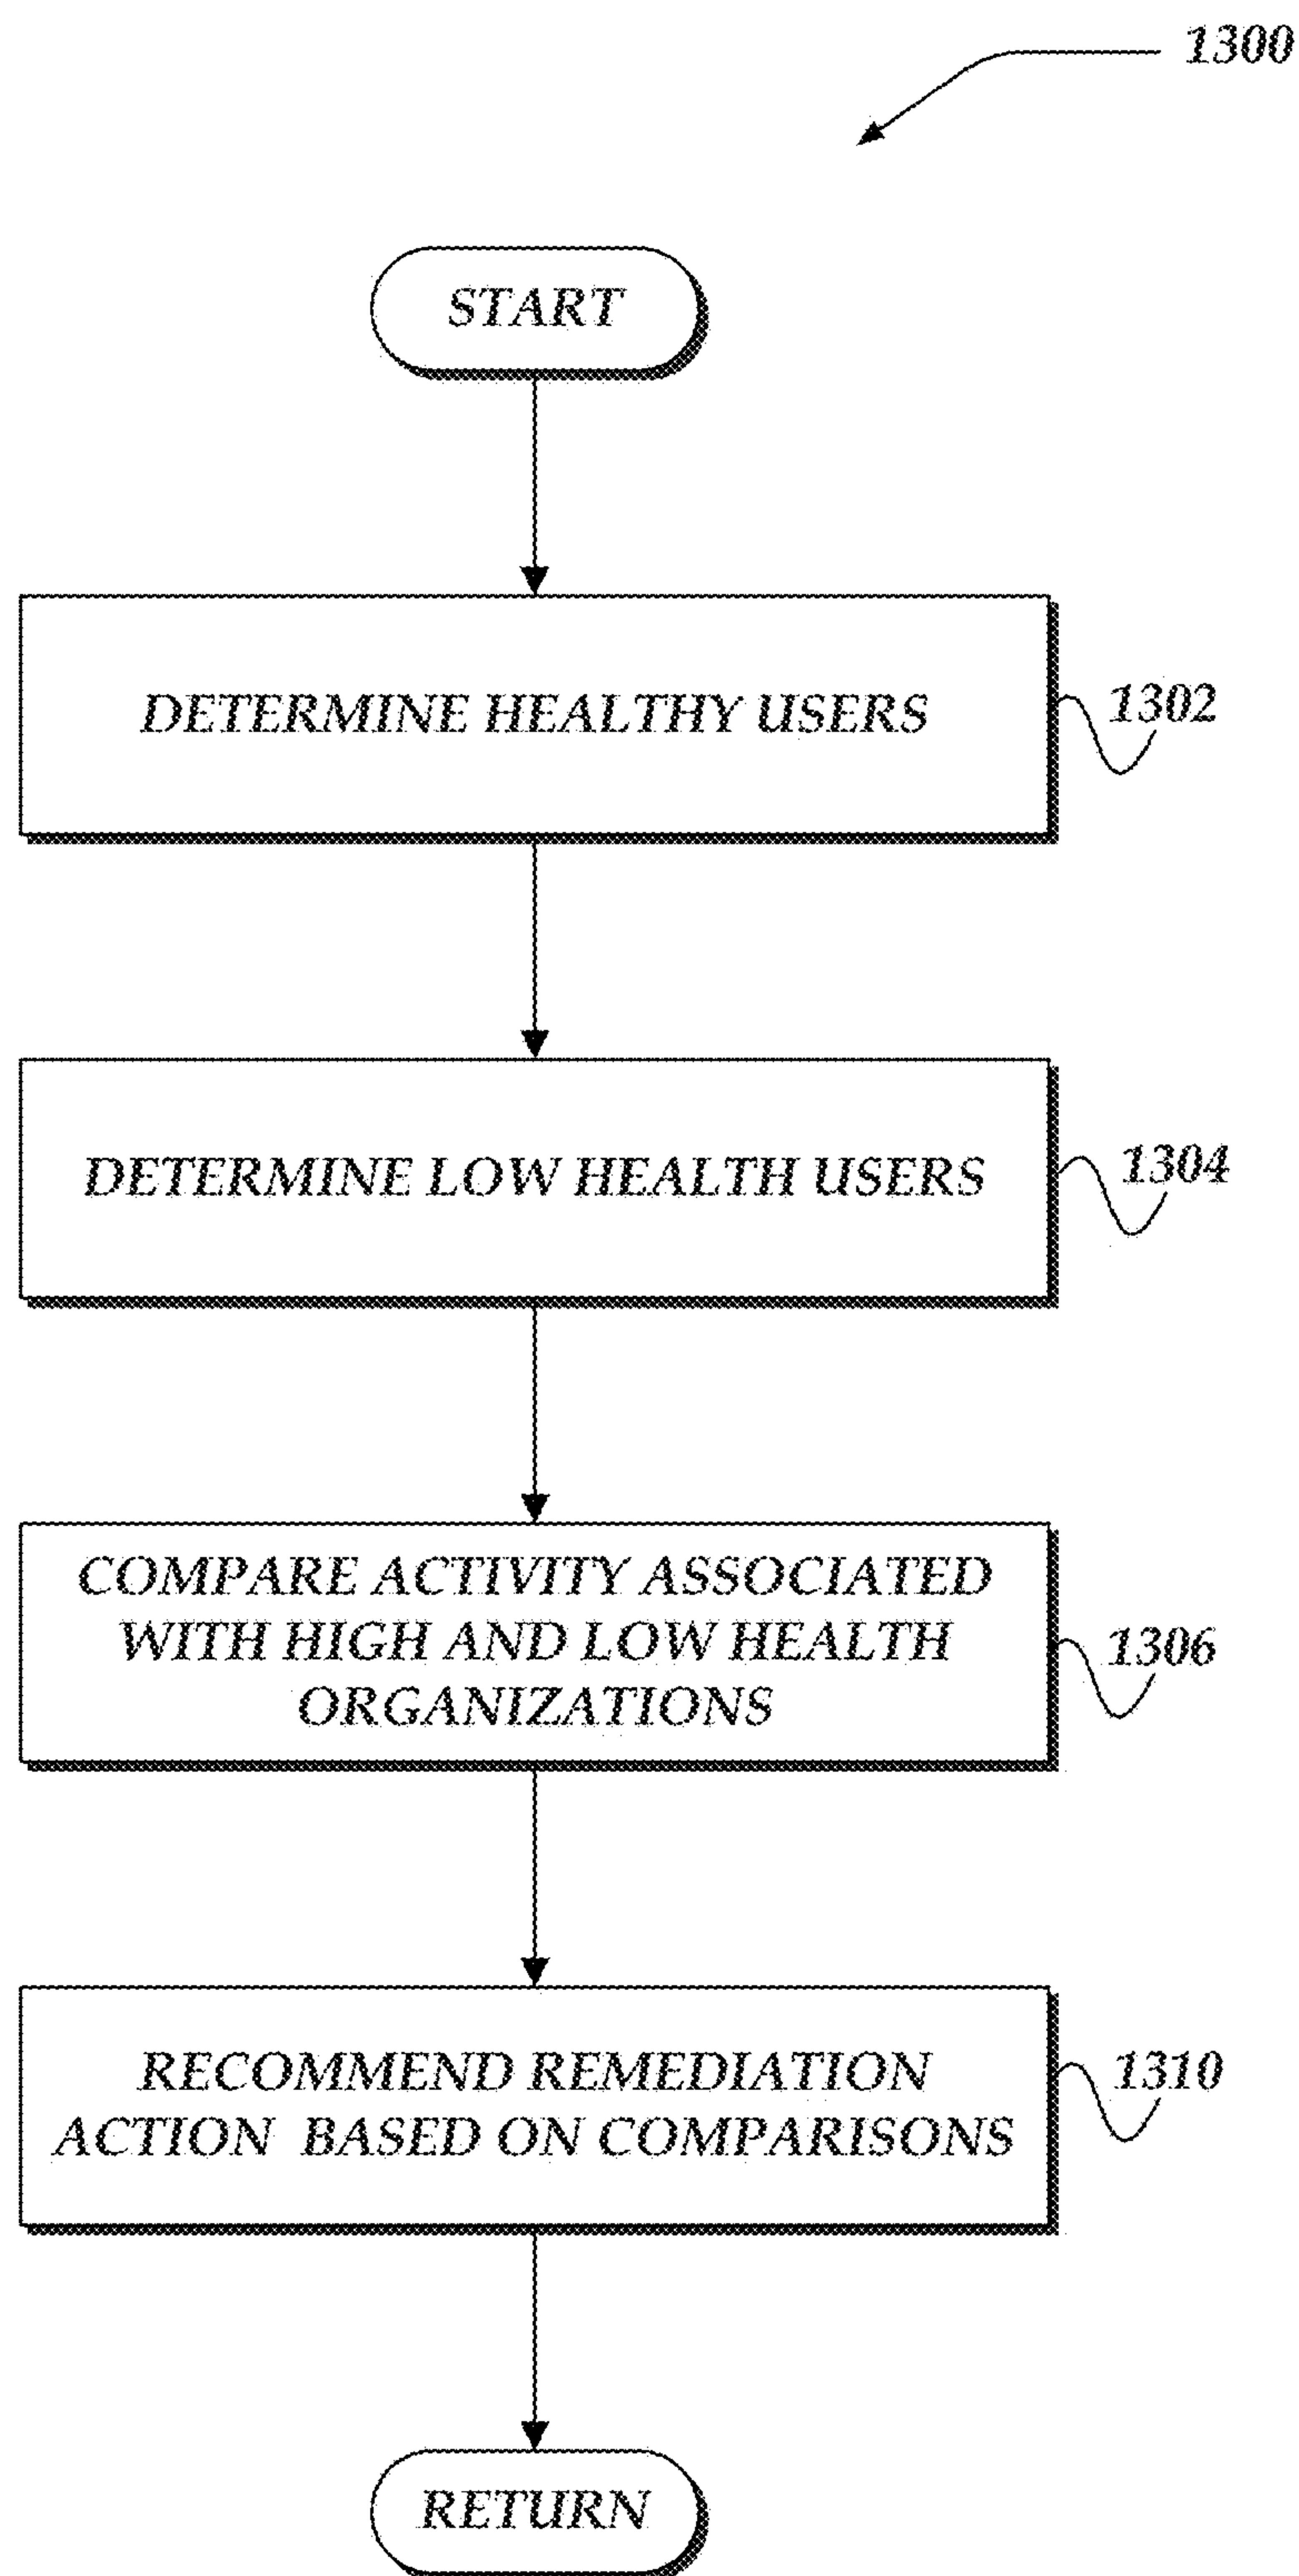 1300
START
DETERMINE HEALTHY USERS
1302
DETERMINE LOW HEALTH USERS
1304
COMPARE ACTIVITY ASSOCIATED
WITH HIGH AND LOW HEALTH
ORGANIZATIONS
1306
RECOMMEND REMEDIATION
ACTION BASED ON COMPARISONS
1310
RETURN